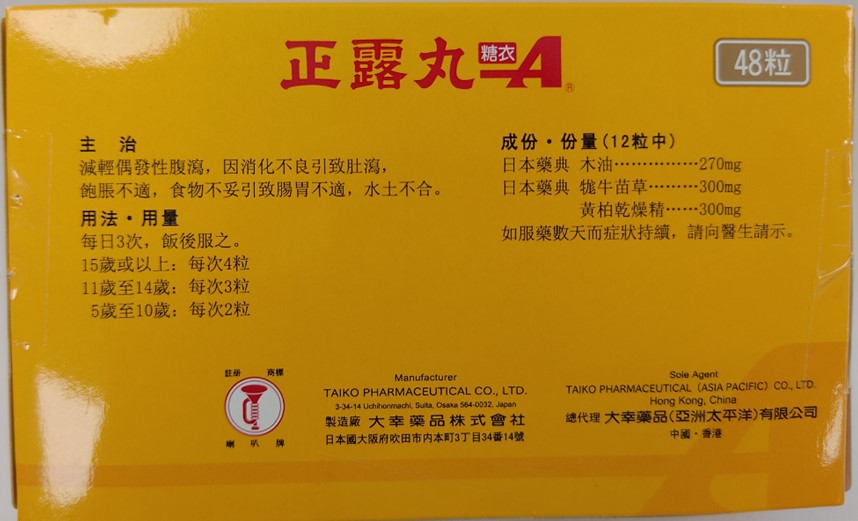 正露丸 糖衣 A ®
48粒
主 治
減輕偶發性腹瀉，因消化不良引致肚瀉，
飽脹不適，食物不妥引致腸胃不適，水土不合。
用法・用量
每日3次，飯後服之。
15歲或以上：每次4粒
11歲至14歲：每次3粒
5歲至10歲：每次2粒
成份・份量(12粒中)
日本藥典 木油……………270mg
日本藥典 牻牛苗草………300mg
黃柏乾燥精……300mg
如服藥數天而症狀持續，請向醫生請示。
註册 商標
喇叭牌
Manufacturer
TAIKO PHARMACEUTICAL CO., LTD.
3-34-14 Uchihonmachi, Suita, Osaka 564-0032, Japan
製造廠 大幸藥品株式會社
日本國大阪府吹田市内本町3丁目34番14號
Sole Agent
TAIKO PHARMACEUTICAL (ASIA PACIFIC) CO., LTD.
Hong Kong, China
總代理 大幸藥品(亞洲太平洋)有限公司
中國・香港